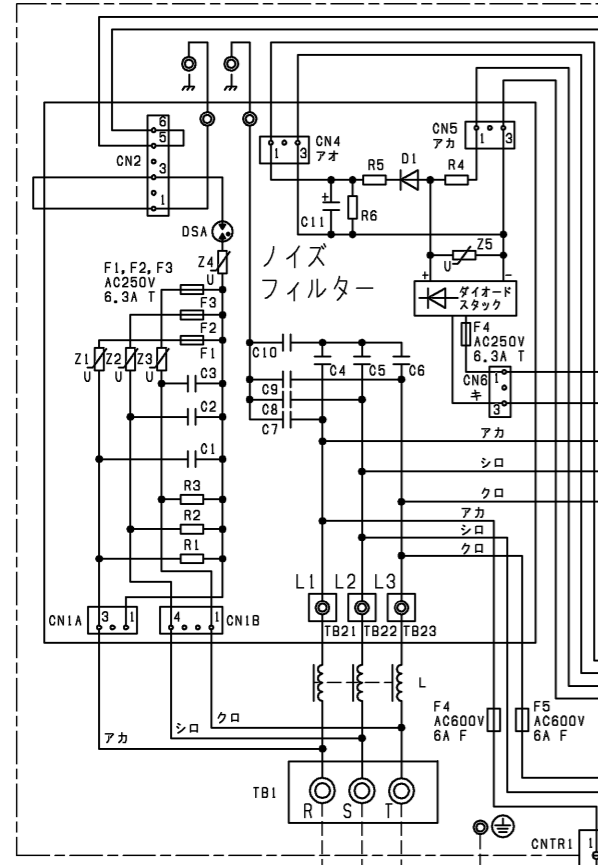 6
5
3
1
CN2
CN4
アオ
1
3
CN5
アカ
1
3
R5
D1
R4
C11
+
R6
DSA
Z4
U
ノイズ
フィルター
Z5
U
+
-
ダイオード
スタック
F1,F2,F3
AC250V
6.3A T
F3
F2
F1
F4
AC250V
6.3A T
Z1
U
Z2
U
Z3
U
C10
C4
C5
C6
C3
C9
C8
C7
CN6
キ
1
3
C2
C1
アカ
シロ
クロ
アカ
シロ
クロ
R3
R2
R1
L1
L2
L3
CN1A
3
1
4
1
CN1B
TB21
TB22
TB23
L
アカ
シロ
クロ
F4
AC600V
6A F
F5
AC600V
6A F
TB1
R
S
T
CNTR1
1